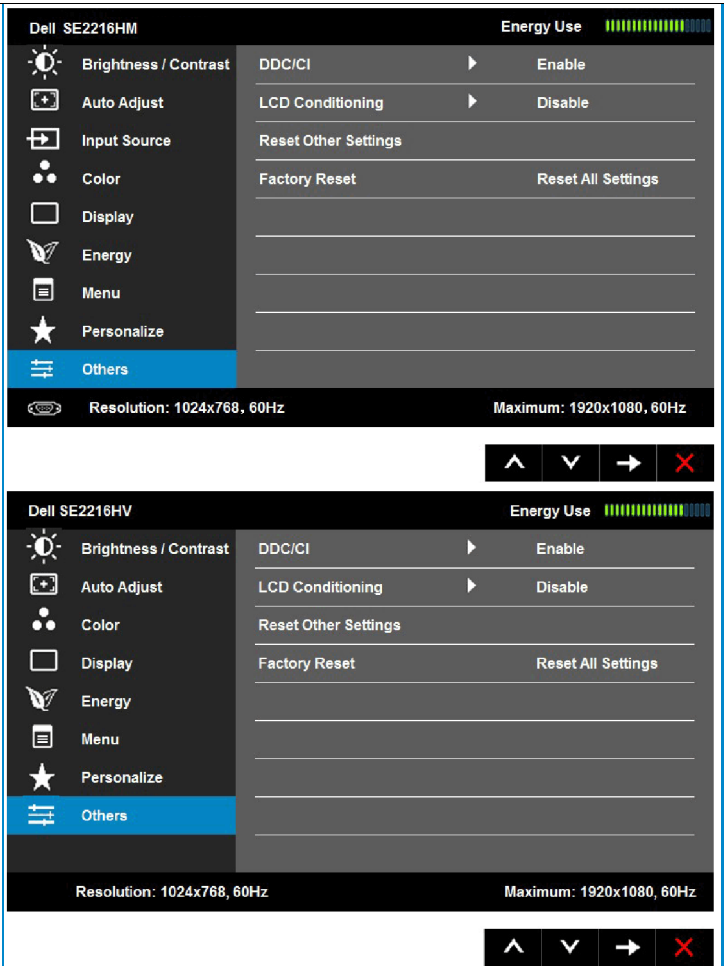 Dell SE2216HM Energy Use
Brightness / Contrast DDC/CI Enable
Auto Adjust LCD Conditioning Disable
Input Source Reset Other Settings
Color Factory Reset Reset All Settings
Display
Energy
Menu
Personalize
Others
Resolution: 1024x768, 60Hz Maximum: 1920x1080, 60Hz
Dell SE2216HV Energy Use
Brightness / Contrast DDC/CI Enable
Auto Adjust LCD Conditioning Disable
Color Reset Other Settings
Display Factory Reset Reset All Settings
Energy
Menu
Personalize
Others
Resolution: 1024x768, 60Hz Maximum: 1920x1080, 60Hz